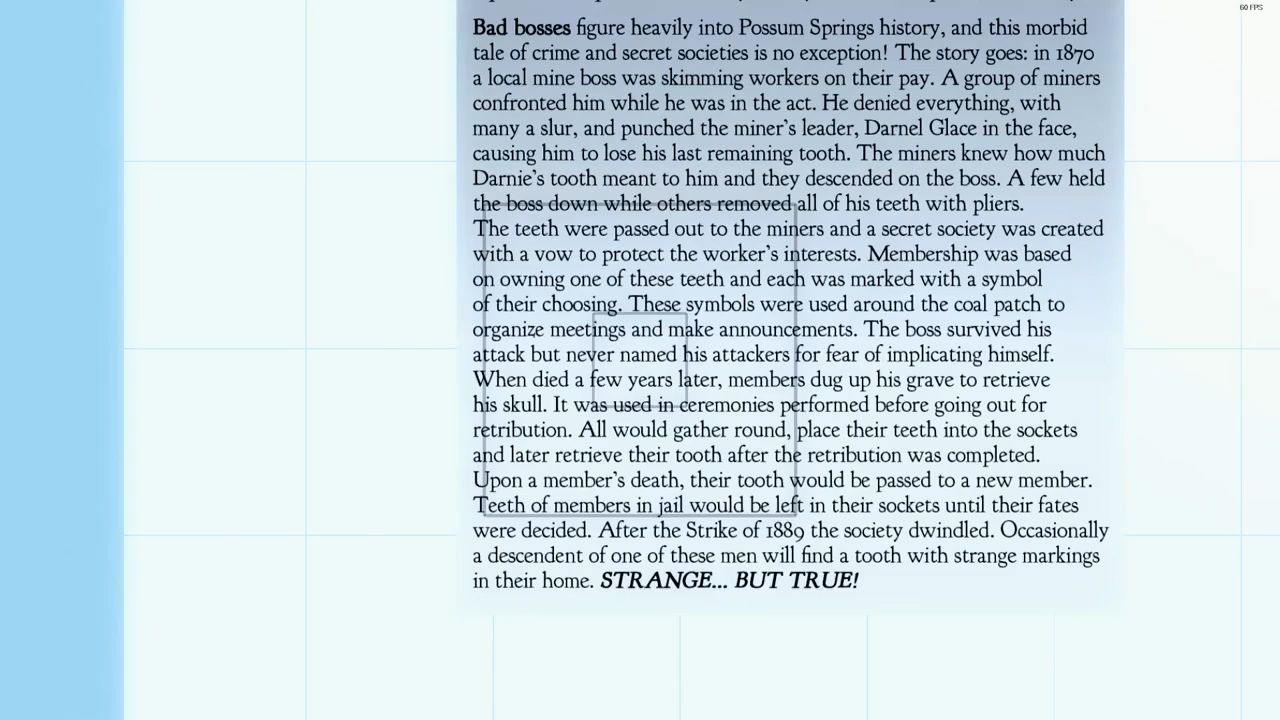 60 FPS
Bad bosses figure heavily into Possum Springs history, and this morbid
tale of crime and secret societies is no exception! The story goes: in 1870
a local mine boss was skimming workers on their pay. A group of miners
confronted him while he was in the act. He denied everything, with
many a slur, and punched the miner's leader, Darnel Glace in the face,
causing him to lose his last remaining tooth. The miners knew how much
Darnie's tooth meant to him and they descended on the boss. A few held
the boss down while others removed all of his teeth with pliers.
The teeth were passed out to the miners and a secret society was created
with a vow to protect the worker's interests. Membership was based
on owning one of these teeth and each was marked with a symbol
of their choosing. These symbols were used around the coal patch to
organize meetings and make announcements. The boss survived his
attack but never named his attackers for fear of implicating himself.
When died a few years later, members dug up his grave to retrieve
his skull. It was used in ceremonies performed before going out for
retribution. All would gather round, place their teeth into the sockets
and later retrieve their tooth after the retribution was completed.
Upon a member's death, their tooth would be passed to a new member.
Teeth of members in jail would be left in their sockets until their fates
were decided. After the Strike of 1889 the society dwindled. Occasionally
a descendent of one of these men will find a tooth with strange markings
in their home. STRANGE... BUT TRUE!